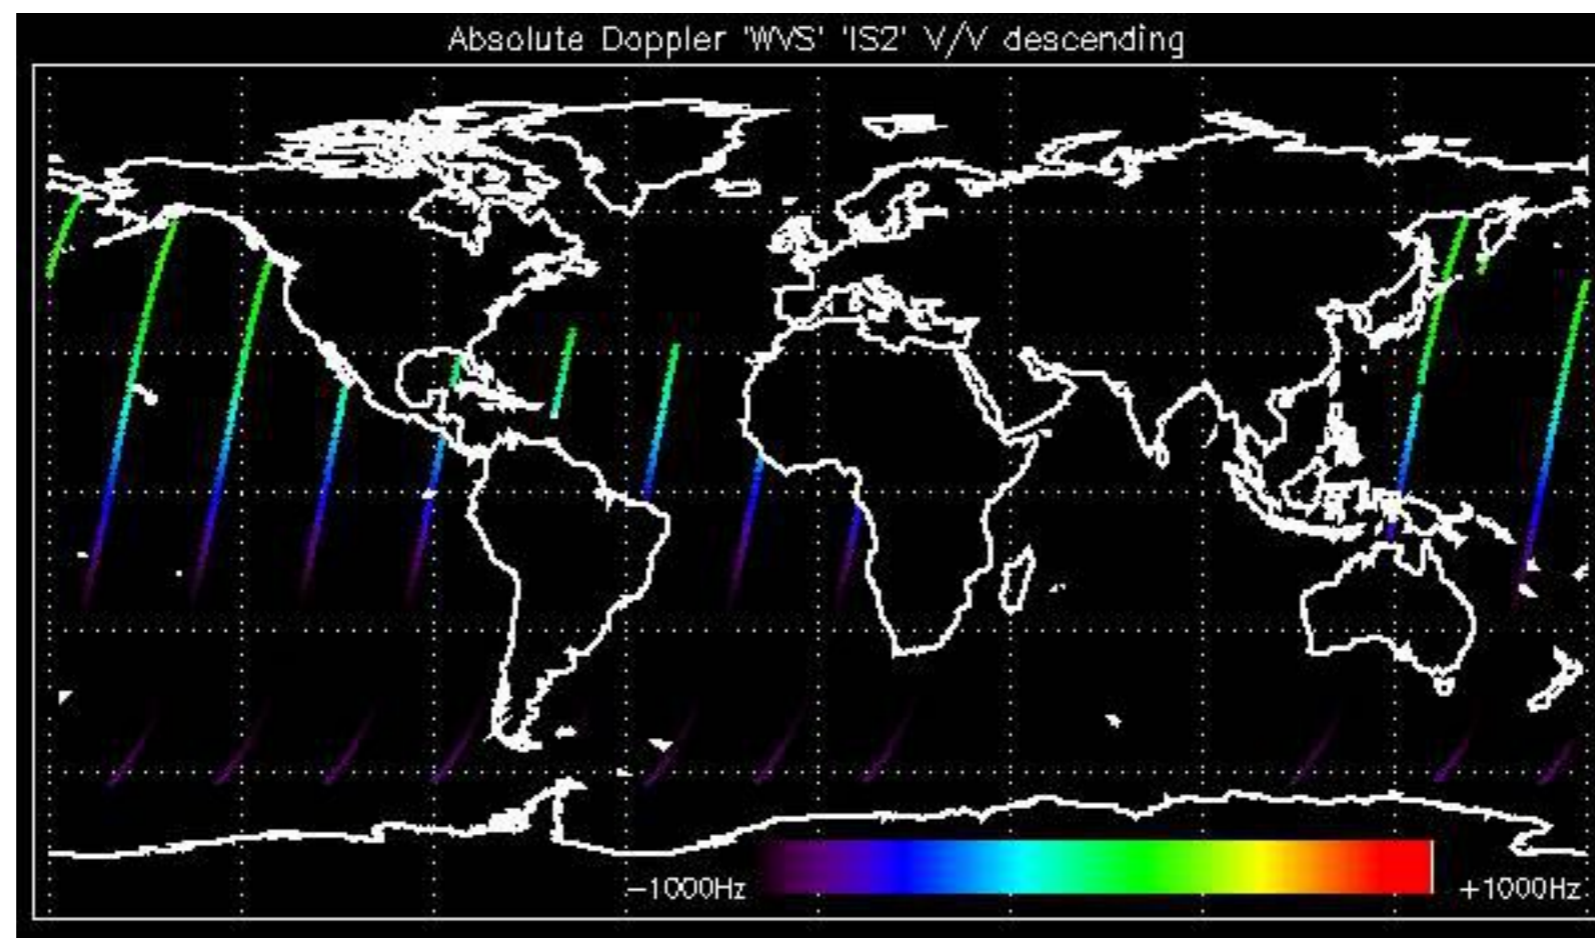 Absolute Doppler 'WVS' 'IS2' V/V descending
−1000Hz
+1000Hz